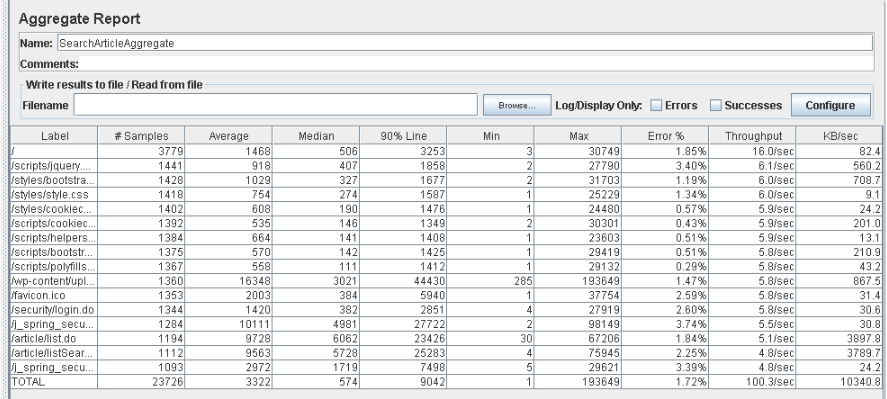 Aggregate Report
Name: SearchArticleAggregate
Comments:
Write results to file / Read from file
Filename Browse... Log/Display Only: Errors Successes Configure
Label # Samples Average Median 90% Line Min Max Error % Throughput KB/sec
/ 3779 1468 506 3253 3 30749 1.85% 16.0/sec 82.4
/scripts/jquery.... 1441 918 407 1858 2 27790 3.40% 6.1/sec 560.2
/styles/bootstra... 1428 1029 327 1677 2 31703 1.19% 6.0/sec 708.7
/styles/style.css 1418 754 274 1587 1 25229 1.34% 6.0/sec 9.1
/styles/cookiec... 1402 608 190 1476 1 24480 0.57% 5.9/sec 24.2
/scripts/cookiec... 1392 535 146 1349 2 30301 0.43% 5.9/sec 201.0
/scripts/helpers... 1384 664 141 1408 1 23603 0.51% 5.9/sec 13.1
/scripts/bootstr... 1375 570 142 1425 1 29419 0.51% 5.8/sec 210.9
/scripts/polyfills... 1367 558 111 1412 1 29132 0.29% 5.8/sec 43.2
/wp-content/upl... 1360 16348 3021 44430 285 193649 1.47% 5.8/sec 867.5
/favicon.ico 1353 2003 384 5940 1 37754 2.59% 5.8/sec 31.4
/security/login.do 1344 1420 382 2851 4 27919 2.60% 5.8/sec 30.6
/j_spring_secu... 1284 10111 4981 27722 2 98149 3.74% 5.5/sec 30.8
/article/list.do 1194 9728 6062 23426 30 67206 1.84% 5.1/sec 3897.8
/article/listSear... 1112 9563 5728 25283 4 75945 2.25% 4.8/sec 3789.7
/j_spring_secu... 1093 2972 1719 7498 5 29621 3.39% 4.8/sec 24.2
TOTAL 23726 3322 574 9042 1 193649 1.72% 100.3/sec 10340.8